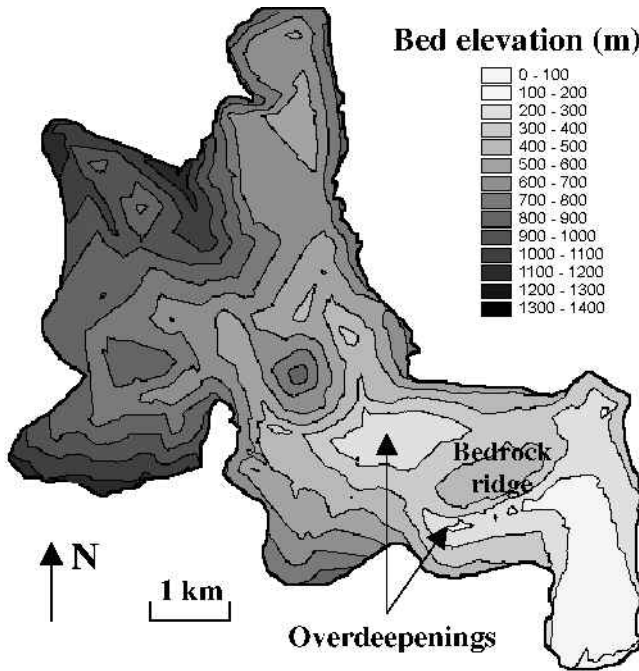 Bed elevation (m)
0 - 100
100 - 200
200 - 300
300 - 400
400 - 500
500 - 600
600 - 700
700 - 800
800 - 900
900 - 1000
1000 - 1100
1100 - 1200
1200 - 1300
1300 - 1400
Bedrock
ridge
N
1 km
Overdeepenings